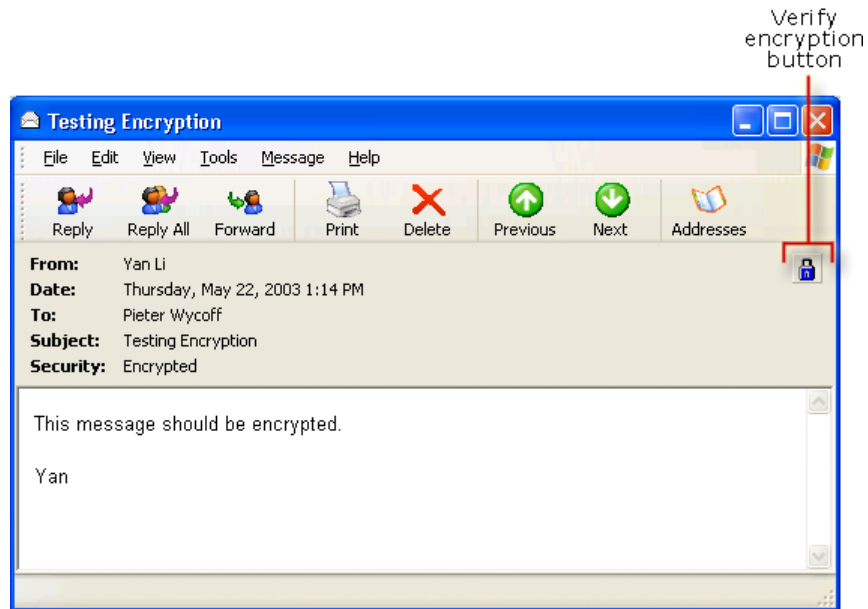 Verify
encryption
button
Testing Encryption
File Edit View Tools Message Help
Reply Reply All Forward Print Delete Previous Next Addresses
From: Yan Li
Date: Thursday, May 22, 2003 1:14 PM
To: Pieter Wycoff
Subject: Testing Encryption
Security: Encrypted
This message should be encrypted.
Yan